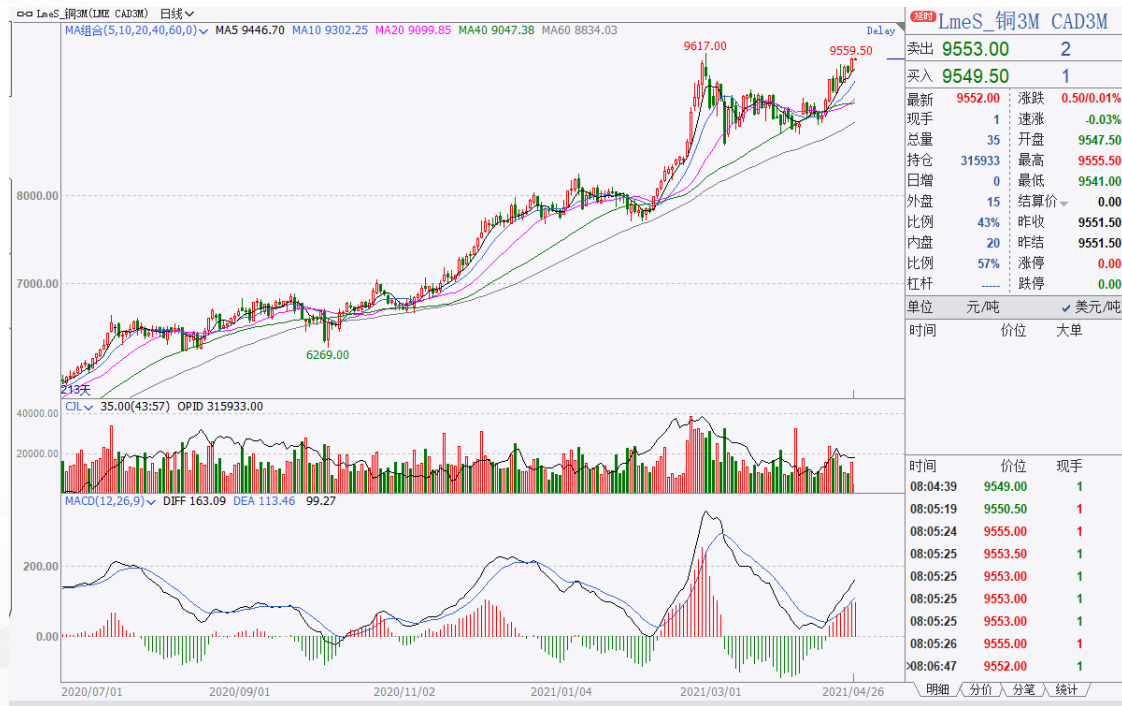 LmeS_铜3M(LME CAD3M) 日线
MA组合(5,10,20,40,60,0) MA5 9446.70 MA10 9302.25 MA20 9099.85 MA40 9047.38 MA60 8834.03
Delay
9617.00
9559.50
8000.00
7000.00
6269.00
213天
CJL 35.00(43:57) OPID 315933.00
40000.00
20000.00
MACD(12,26,9) DIFF 163.09 DEA 113.46 99.27
200.00
0.00
2020/07/01 2020/09/01 2020/11/02 2021/01/04 2021/03/01 2021/04/26
延时 LmeS_铜3M CAD3M
卖出 9553.00 2
买入 9549.50 1
最新 9552.00 涨跌 0.50/0.01%
现手 1 速涨 -0.03%
总量 35 开盘 9547.50
持仓 315933 最高 9555.50
日增 0 最低 9541.00
外盘 15 结算价 0.00
比例 43% 昨收 9551.50
内盘 20 昨结 9551.50
比例 57% 涨停 0.00
杠杆 ----- 跌停 0.00
单位 元/吨 美元/吨
时间 价位 大单
时间 价位 现手
08:04:39 9549.00 1
08:05:19 9550.50 1
08:05:24 9555.00 1
08:05:25 9553.50 1
08:05:25 9553.00 1
08:05:25 9553.00 1
08:05:25 9553.00 1
08:05:26 9555.00 1
08:06:47 9552.00 1
明细 分价 分笔 统计